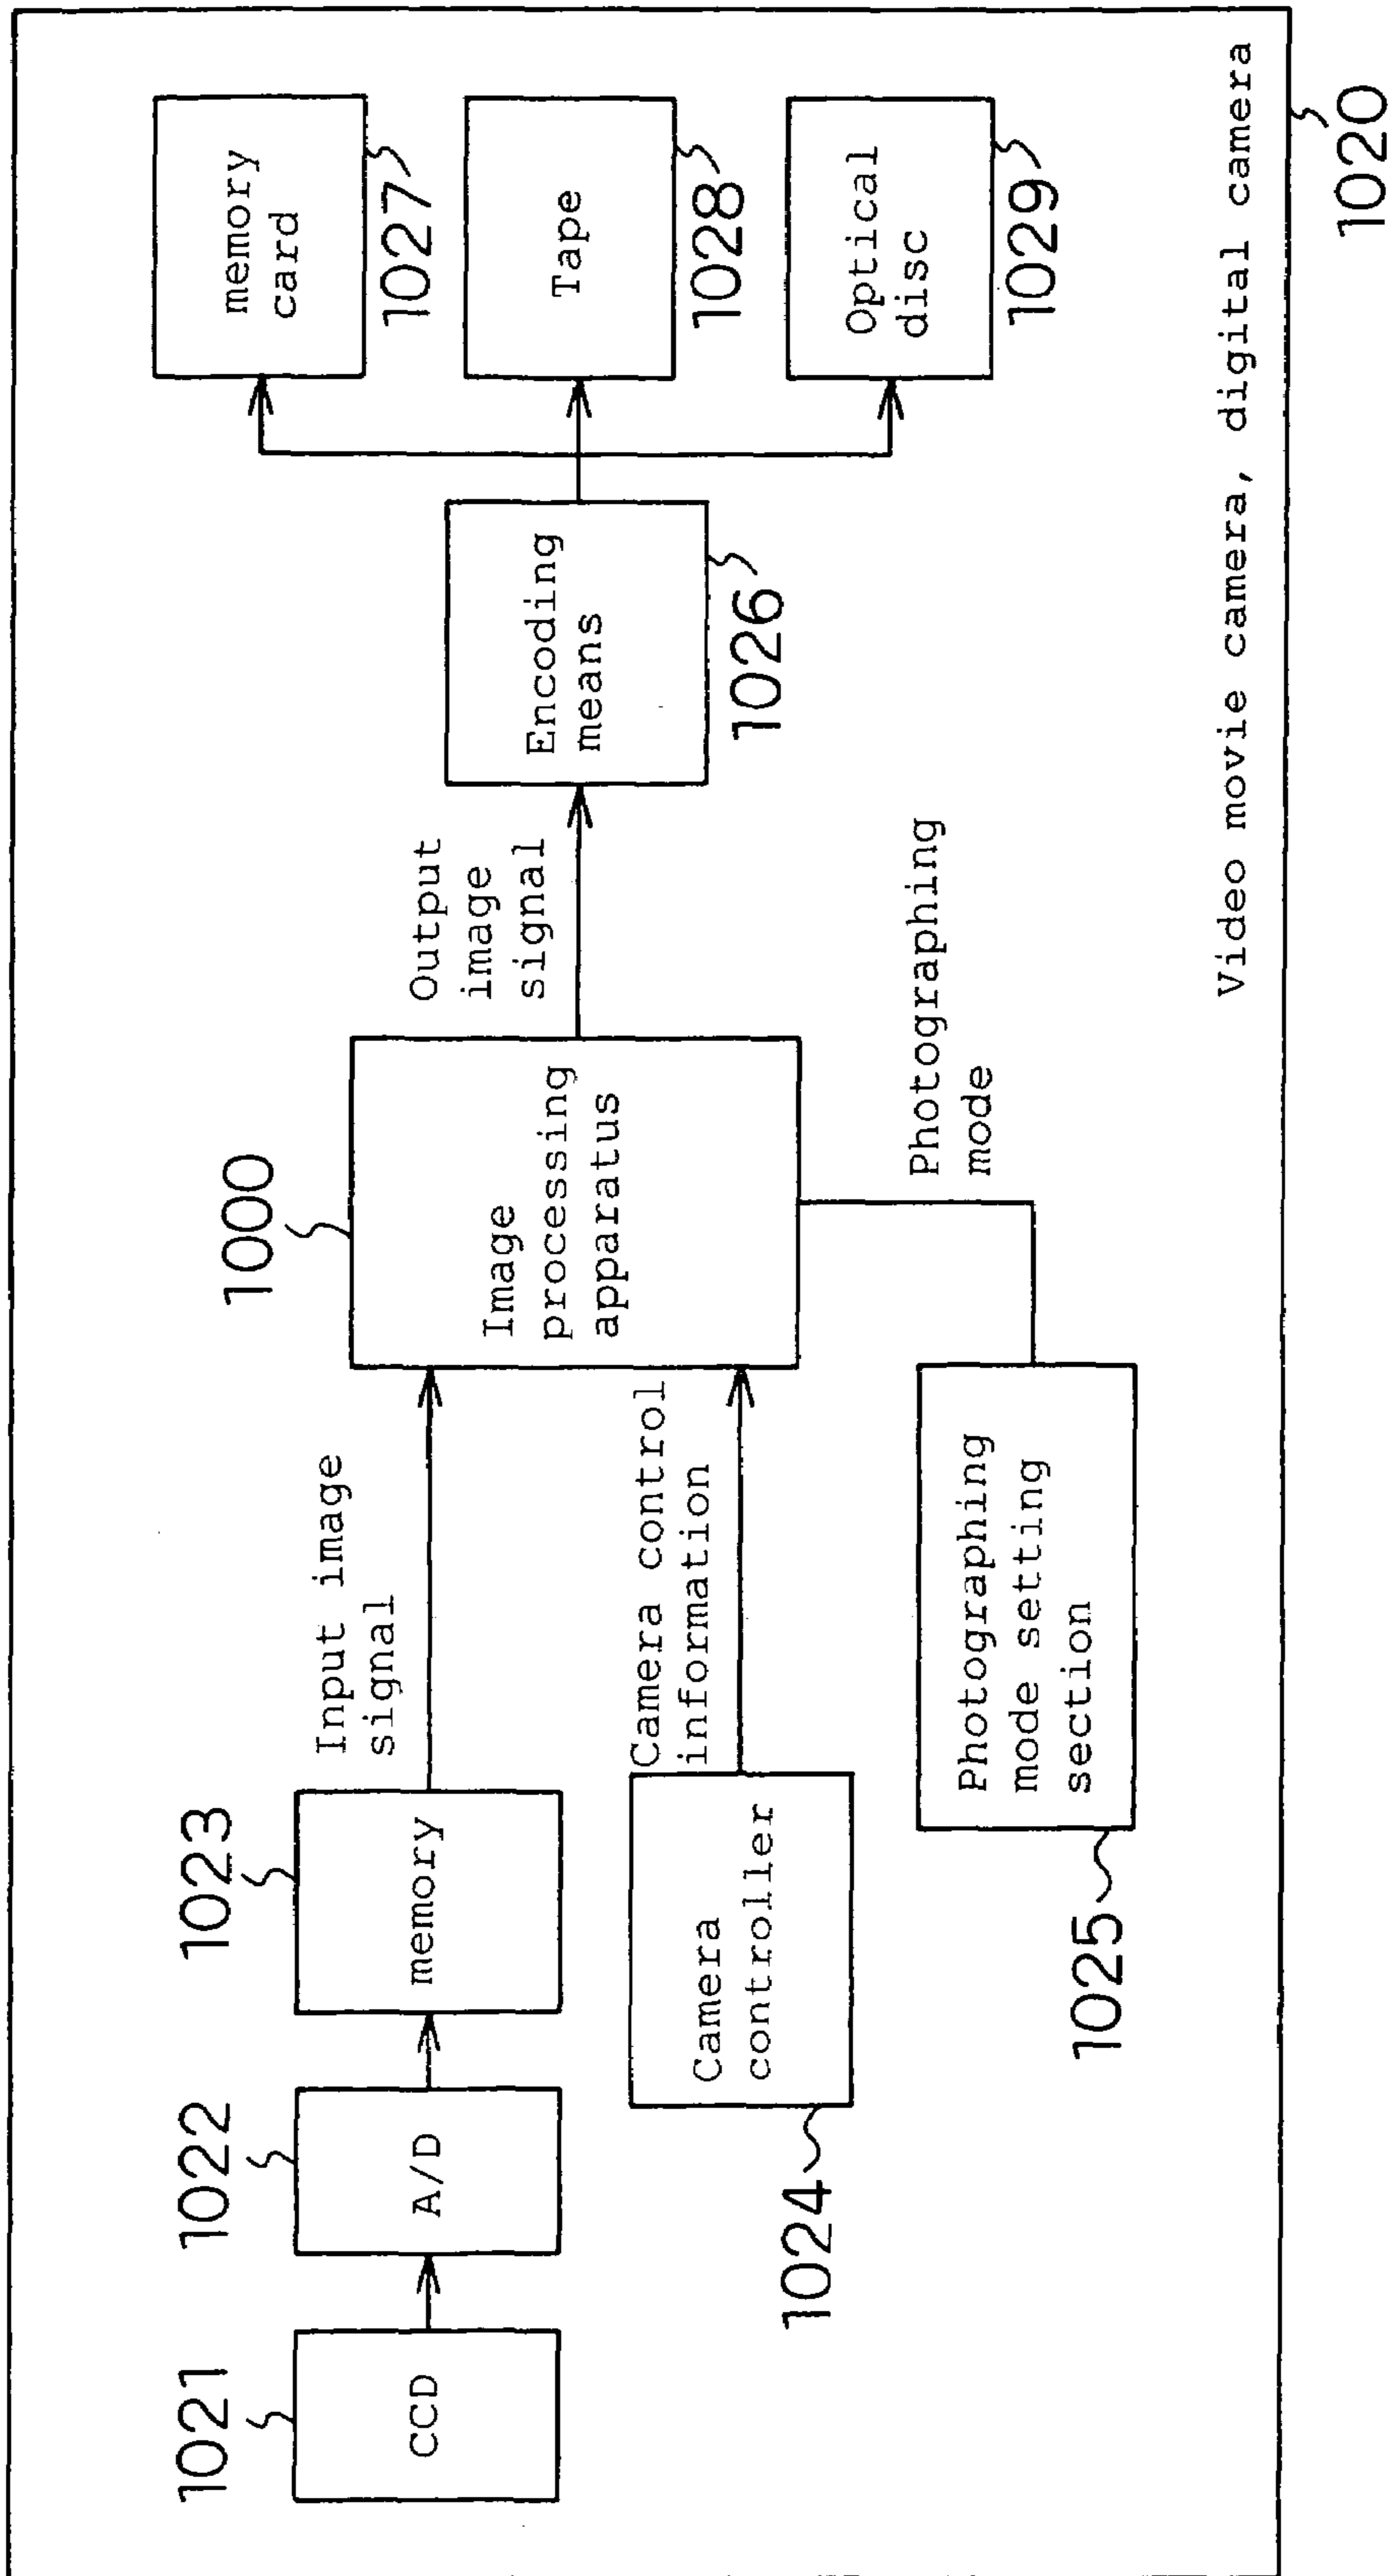 1021
CCD
1022
A/D
1023
memory
Input image
signal
1024
Camera
controller
Camera control
information
1025
Photographing
mode setting
section
Photographing
mode
1000
Image
processing
apparatus
Output
image
signal
Encoding
means
1026
memory
card
1027
Tape
1028
Optical
disc
1029
Video movie camera, digital camera
1020